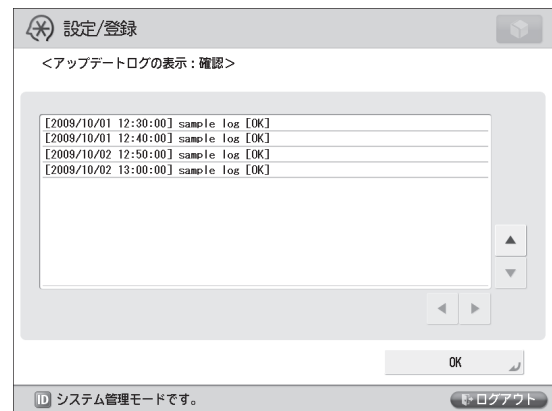 設定/登録
＜アップデートログの表示：確認＞
[2009/10/01 12:30:00] sample log [OK]
[2009/10/01 12:40:00] sample log [OK]
[2009/10/02 12:50:00] sample log [OK]
[2009/10/02 13:00:00] sample log [OK]
OK
ID システム管理モードです。
ログアウト